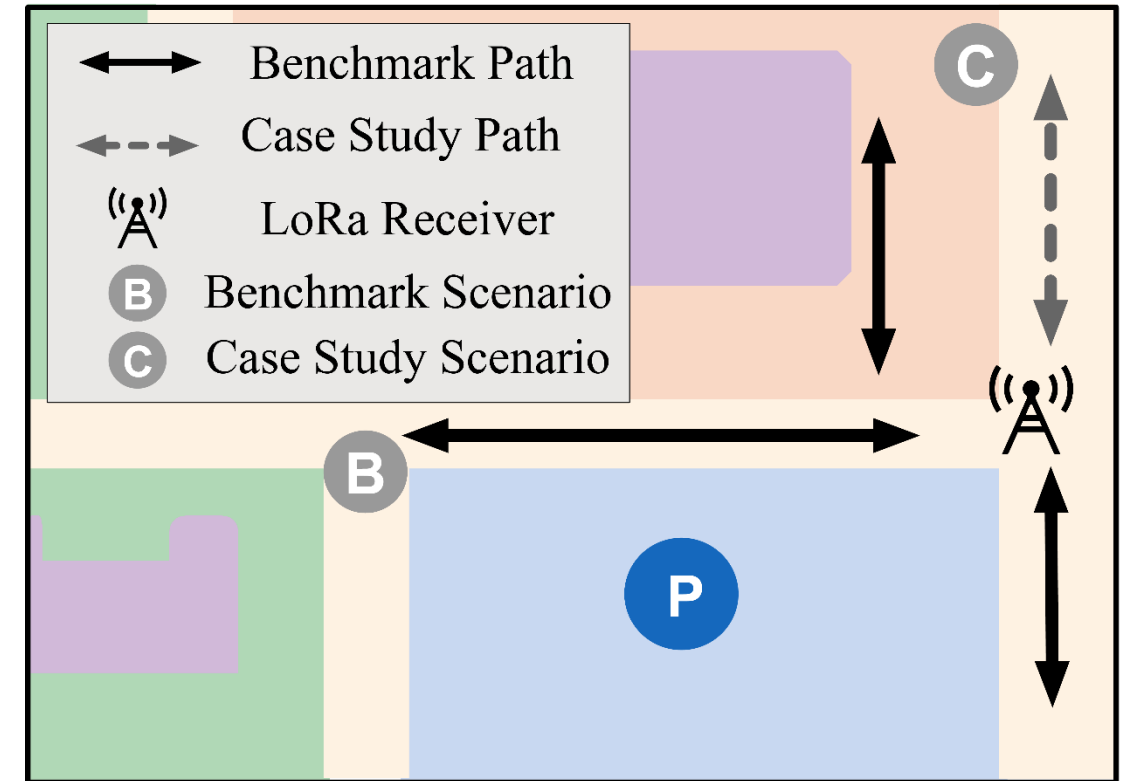 Benchmark Path
Case Study Path
LoRa Receiver
B Benchmark Scenario
C Case Study Scenario
C
B
P